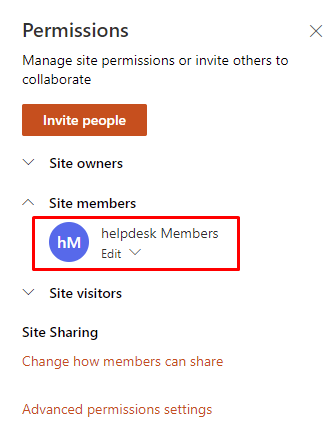 Permissions
Manage site permissions or invite others to
collaborate
Invite people
Site owners
Site members
hM
helpdesk Members
Edit
Site visitors
Site Sharing
Change how members can share
Advanced permissions settings